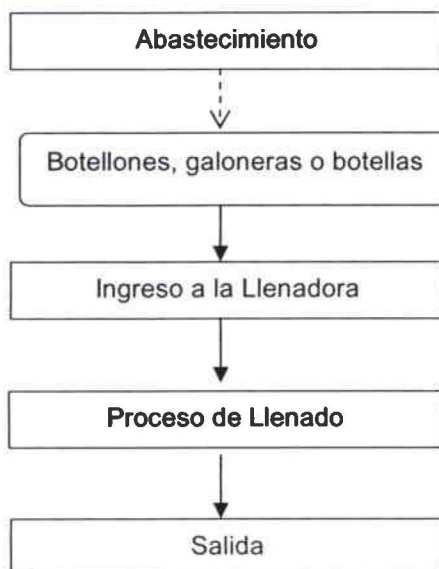 Abastecimiento
Botellones, galoneras o botellas
Ingreso a la Llenadora
Proceso de Llenado
Salida